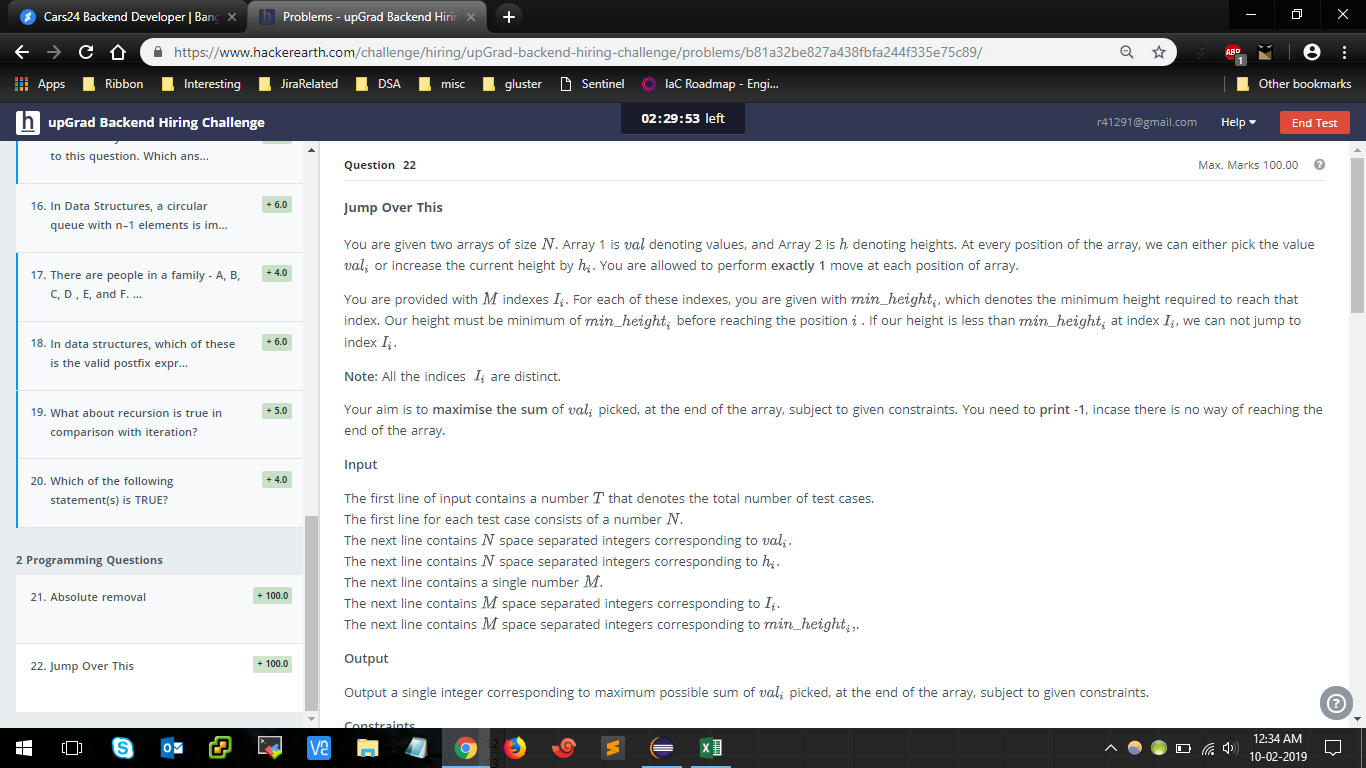 Cars24 Backend Developer | Bang
Problems - upGrad Backend Hirin
https://www.hackerearth.com/challenge/hiring/upGrad-backend-hiring-challenge/problems/b81a32be827a438fbfa244f335e75c89/
ABP
1
Apps Ribbon Interesting JiraRelated DSA misc gluster Sentinel IaC Roadmap - Engi... Other bookmarks
h upGrad Backend Hiring Challenge
02:29:53 left
r41291@gmail.com Help End Test
to this question. Which ans...
16. In Data Structures, a circular + 6.0
queue with n–1 elements is im...
17. There are people in a family - A, B, + 4.0
C, D , E, and F. ...
18. In data structures, which of these + 6.0
is the valid postfix expr...
19. What about recursion is true in + 5.0
comparison with iteration?
20. Which of the following + 4.0
statement(s) is TRUE?
2 Programming Questions
21. Absolute removal + 100.0
22. Jump Over This + 100.0
Question 22 Max. Marks 100.00 ?
Jump Over This
You are given two arrays of size N. Array 1 is val denoting values, and Array 2 is h denoting heights. At every position of the array, we can either pick the value
val_i or increase the current height by h_i. You are allowed to perform exactly 1 move at each position of array.
You are provided with M indexes I_i. For each of these indexes, you are given with min_height_i, which denotes the minimum height required to reach that
index. Our height must be minimum of min_height_i before reaching the position i . If our height is less than min_height_i at index I_i, we can not jump to
index I_i.
Note: All the indices I_i are distinct.
Your aim is to maximise the sum of val_i picked, at the end of the array, subject to given constraints. You need to print -1, incase there is no way of reaching the
end of the array.
Input
The first line of input contains a number T that denotes the total number of test cases.
The first line for each test case consists of a number N.
The next line contains N space separated integers corresponding to val_i.
The next line contains N space separated integers corresponding to h_i.
The next line contains a single number M.
The next line contains M space separated integers corresponding to I_i.
The next line contains M space separated integers corresponding to min_height_i,.
Output
Output a single integer corresponding to maximum possible sum of val_i picked, at the end of the array, subject to given constraints.
Constraints
?
12:34 AM
10-02-2019